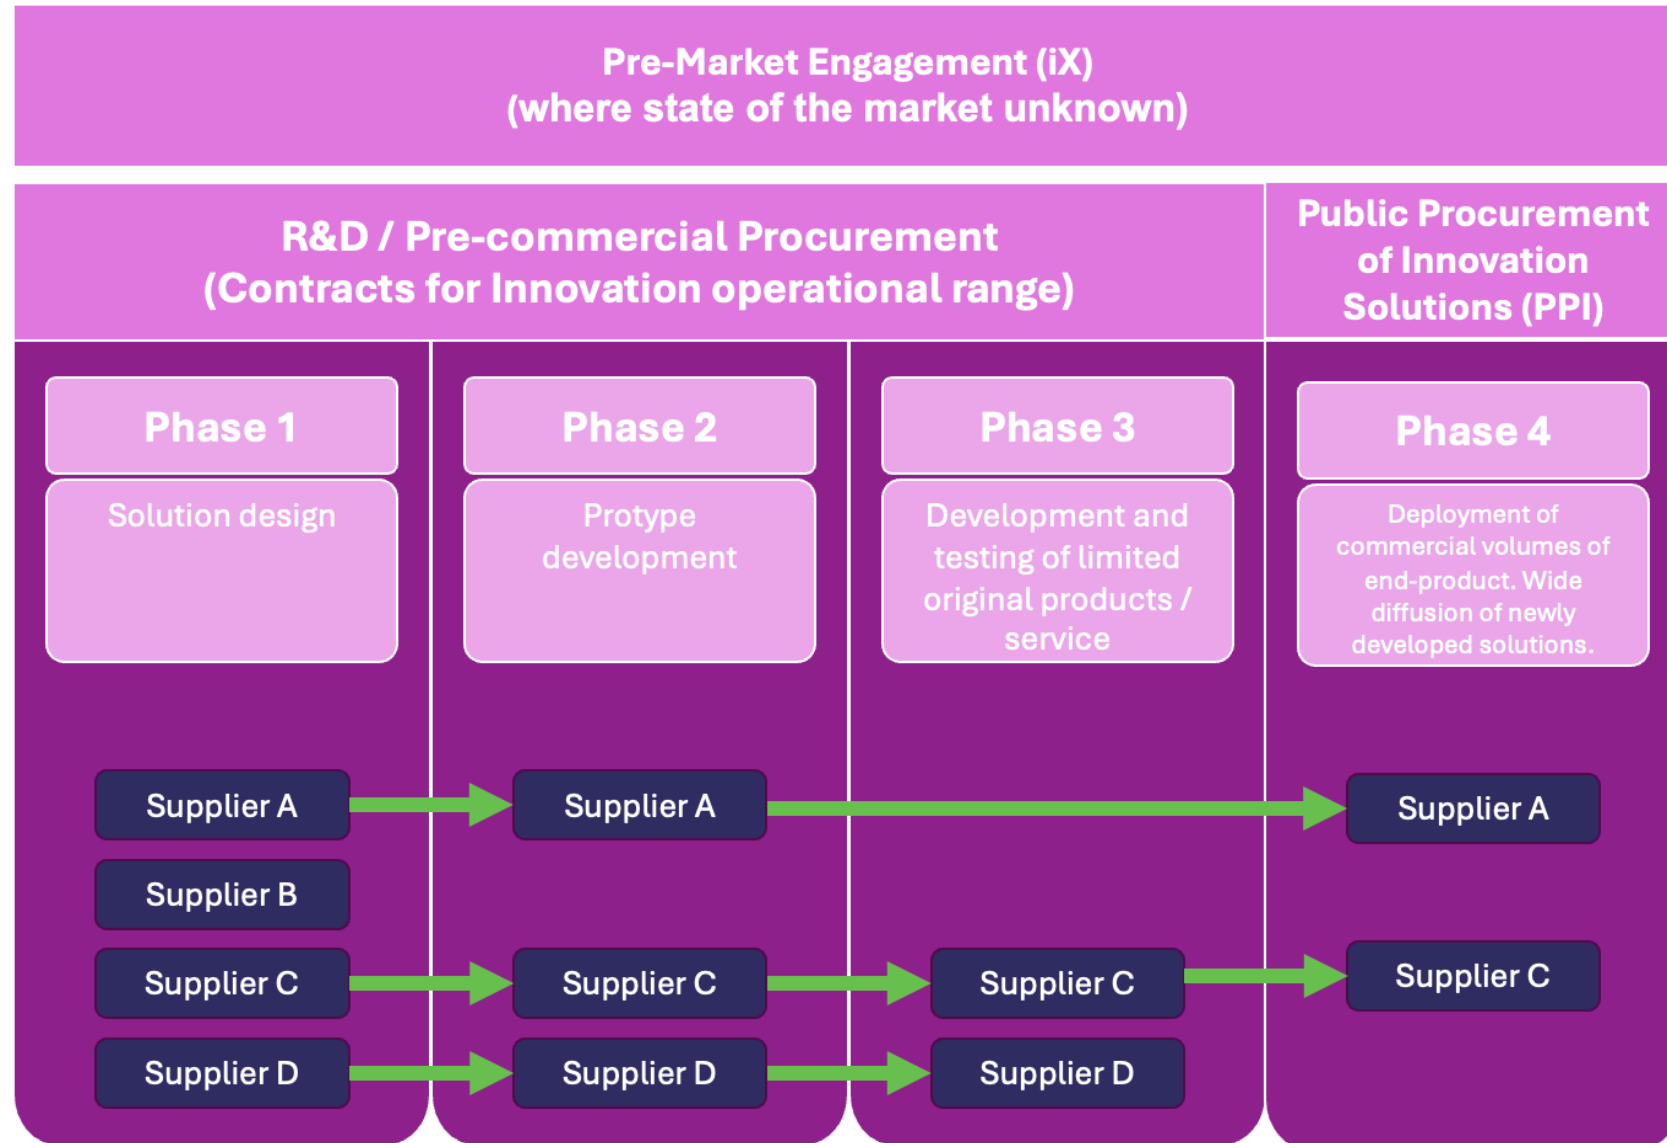 Pre-Market Engagement (iX)
(where state of the market unknown)
R&D / Pre-commercial Procurement
(Contracts for Innovation operational range)
Public Procurement
of Innovation
Solutions (PPI)
Phase 1
Solution design
Phase 2
Protype
development
Phase 3
Development and
testing of limited
original products /
service
Phase 4
Deployment of
commercial volumes of
end-product. Wide
diffusion of newly
developed solutions.
Supplier A
Supplier A
Supplier A
Supplier B
Supplier C
Supplier C
Supplier C
Supplier C
Supplier D
Supplier D
Supplier D